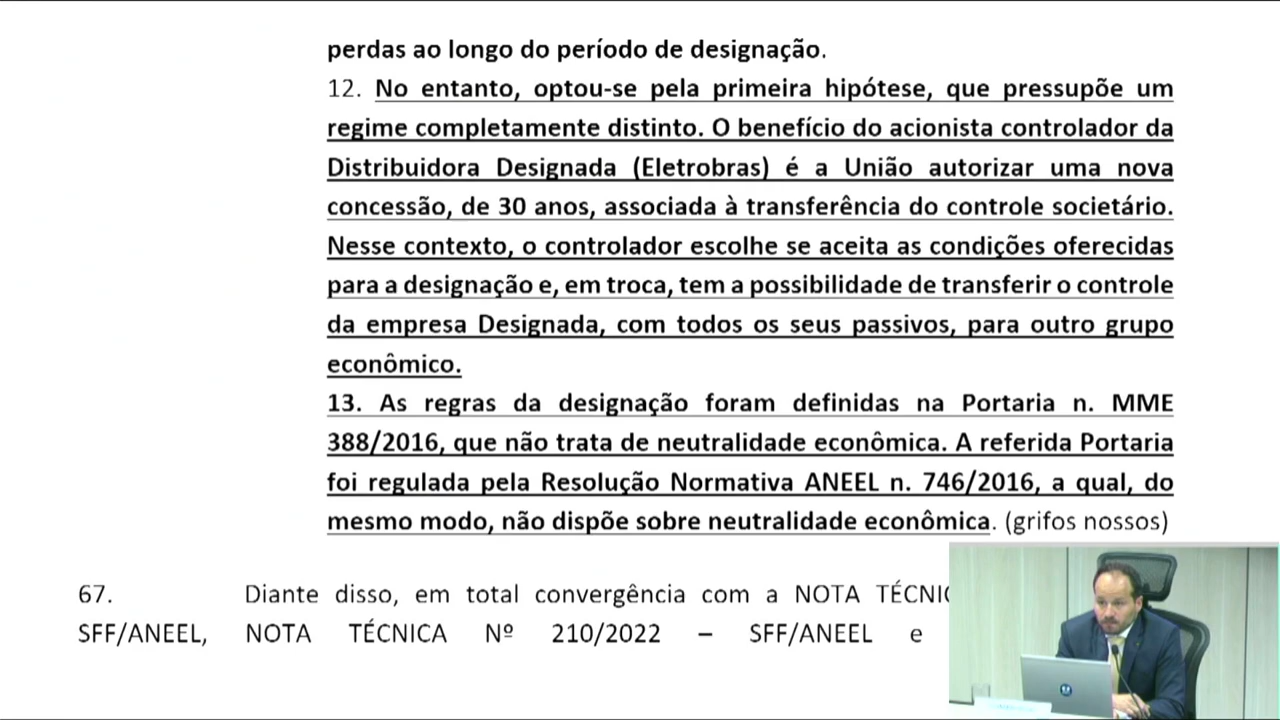 perdas ao longo do período de designação.
12. No entanto, optou-se pela primeira hipótese, que pressupõe um
regime completamente distinto. O benefício do acionista controlador da
Distribuidora Designada (Eletrobras) é a União autorizar uma nova
concessão, de 30 anos, associada à transferência do controle societário.
Nesse contexto, o controlador escolhe se aceita as condições oferecidas
para a designação e, em troca, tem a possibilidade de transferir o controle
da empresa Designada, com todos os seus passivos, para outro grupo
econômico.
13. As regras da designação foram definidas na Portaria n. MME
388/2016, que não trata de neutralidade econômica. A referida Portaria
foi regulada pela Resolução Normativa ANEEL n. 746/2016, a qual, do
mesmo modo, não dispõe sobre neutralidade econômica. (grifos nossos)
67. Diante disso, em total convergência com a NOTA
SFF/ANEEL, NOTA TÉCNICA Nº 210/2022 – SFF/ANEEL e